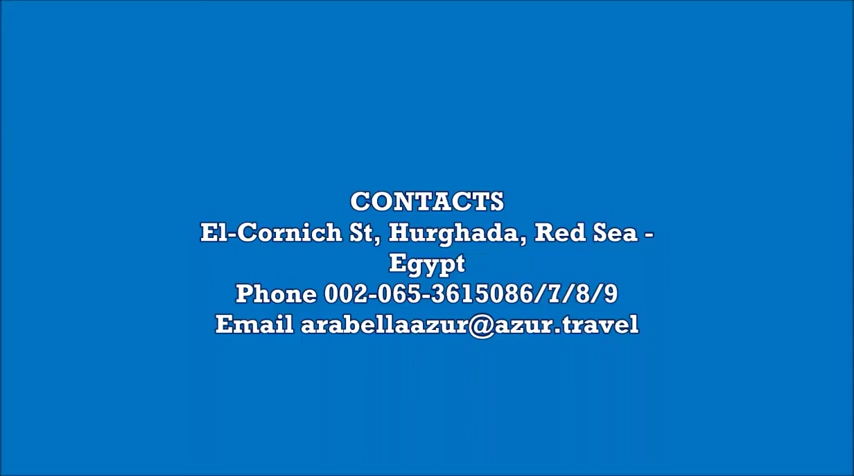 CONTACTS
El-Cornich St, Hurghada, Red Sea -
Egypt
Phone 002-065-3615086/7/8/9
Email arabellaazur@azur.travel